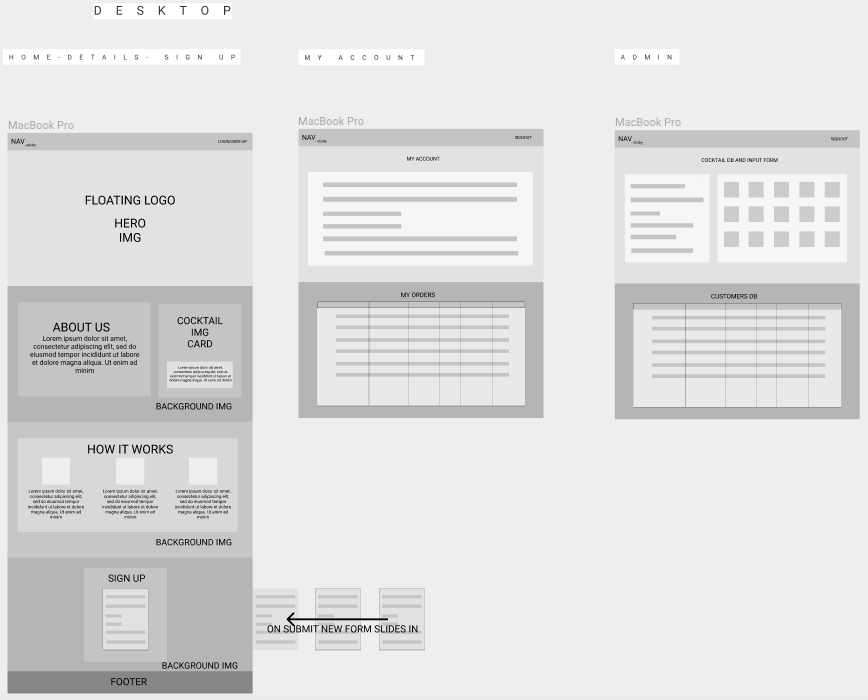 DESKTOP
HOME-DETAILS- SIGN UP
MY ACCOUNT
ADMIN
MacBook Pro
NAV -sticky
LOGIN/SIGN UP
FLOATING LOGO
HERO
IMG
ABOUT US
Lorem ipsum dolor sit amet,
consectetur adipiscing elit, sed do
eiusmod tempor incididunt ut labore
et dolore magna aliqua. Ut enim ad
minim
COCKTAIL
IMG
CARD
Lorem ipsum dolor sit amet,
consectetur adipiscing elit, sed do
eiusmod tempor incididunt ut labore et
dolore magna aliqua. Ut enim ad minim
BACKGROUND IMG
HOW IT WORKS
Lorem ipsum dolor sit amet,
consectetur adipiscing elit,
sed do eiusmod tempor
incididunt ut labore et dolore
magna aliqua. Ut enim ad
minim
Lorem ipsum dolor sit amet,
consectetur adipiscing elit,
sed do eiusmod tempor
incididunt ut labore et dolore
magna aliqua. Ut enim ad
minim
Lorem ipsum dolor sit amet,
consectetur adipiscing elit,
sed do eiusmod tempor
incididunt ut labore et dolore
magna aliqua. Ut enim ad
minim
BACKGROUND IMG
SIGN UP
ON SUBMIT NEW FORM SLIDES IN
BACKGROUND IMG
FOOTER
MacBook Pro
NAV -sticky
SIGNOUT
MY ACCOUNT
MY ORDERS
MacBook Pro
NAV -sticky
SIGNOUT
COCKTAIL DB AND INPUT FORM
CUSTOMERS DB